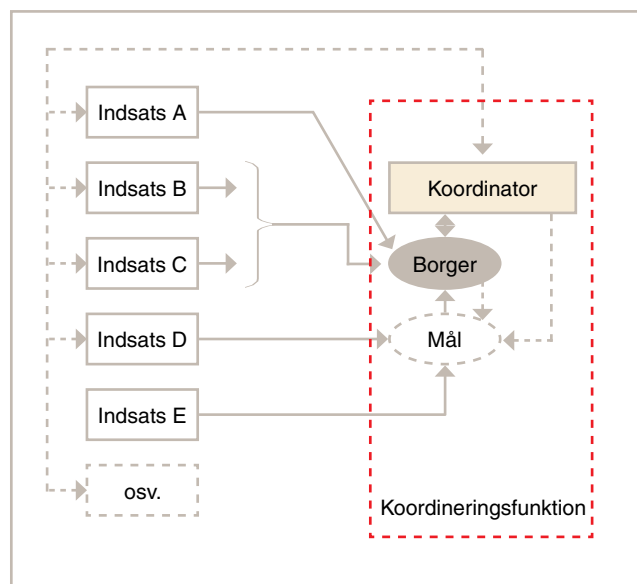 Indsats A
Indsats B
Koordinator
Indsats C
Borger
Indsats D
Mål
Indsats E
osv.
Koordineringsfunktion